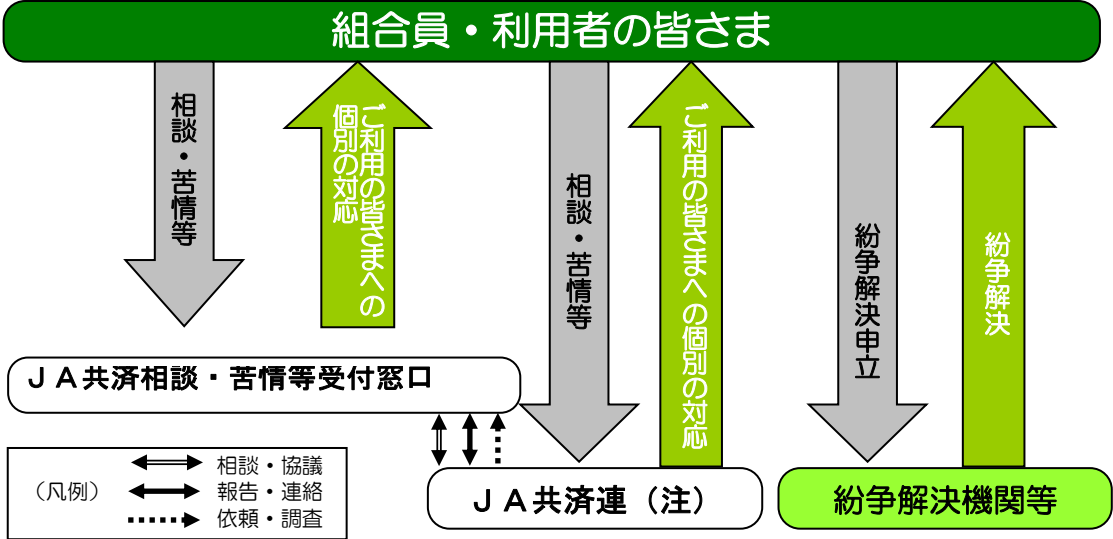 組合員・利用者の皆さま
相談・苦情等
ご利用の皆さまへの
個別の対応
相談・苦情等
ご利用の皆さまへの個別の対応
紛争解決申立
紛争解決
ＪＡ共済相談・苦情等受付窓口
（凡例）
相談・協議
報告・連絡
依頼・調査
ＪＡ共済連（注）
紛争解決機関等